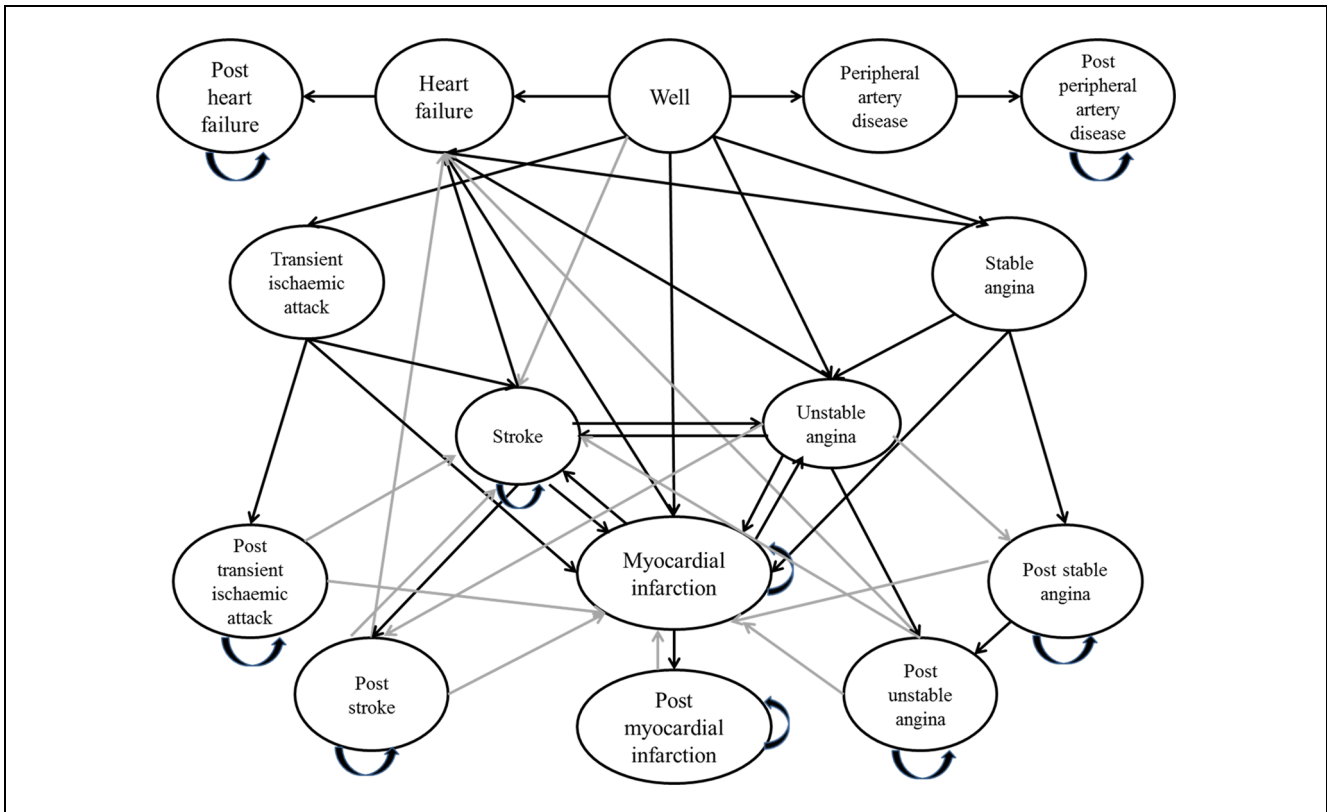 Post
heart
failure
Heart
failure
Well
Peripheral
artery
disease
Post
peripheral
artery
disease
Transient
ischaemic
attack
Stable
angina
Stroke
Unstable
angina
Post
transient
ischaemic
attack
Myocardial
infarction
Post stable
angina
Post
stroke
Post
myocardial
infarction
Post
unstable
angina